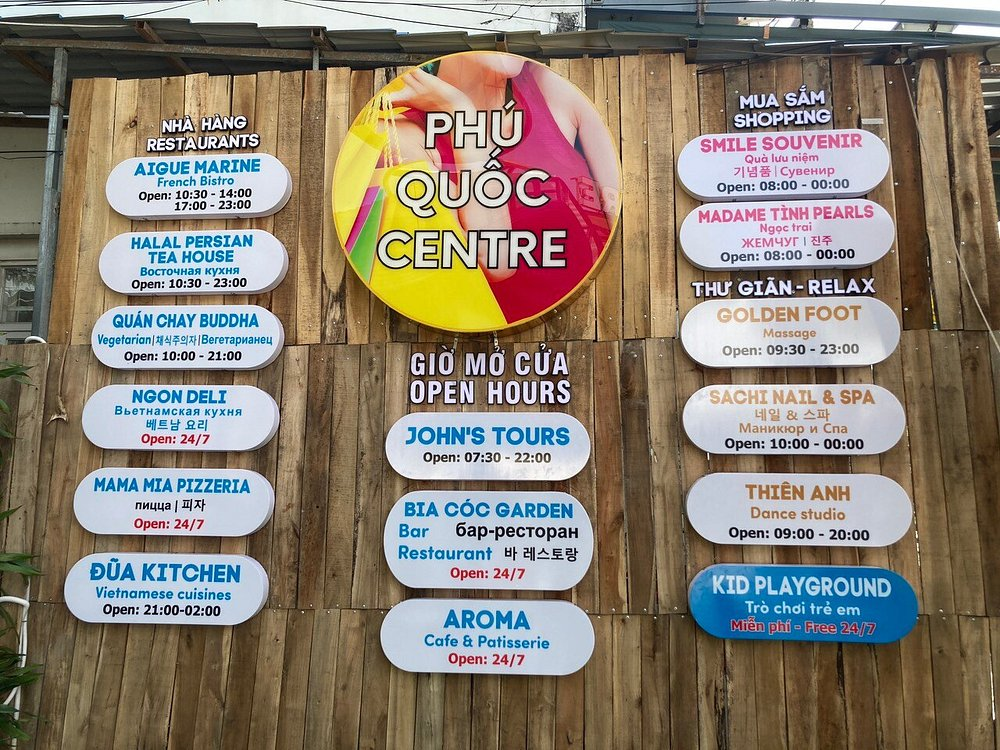 NHÀ HÀNG
RESTAURANTS
AIGUE MARINE
French Bistro
Open: 10:30 - 14:00
17:00 - 23:00
HALAL PERSIAN
TEA HOUSE
Восточная кухня
Open: 10:30 - 23:00
QUÁN CHAY BUDDHA
Vegetarian|채식주의자|Вегетарианец
Open: 10:00 - 21:00
NGON DELI
Вьетнамская кухня
베트남 요리
Open: 24/7
MAMA MIA PIZZERIA
пицца | 피자
Open: 24/7
ĐŨA KITCHEN
Vietnamese cuisines
Open: 21:00-02:00
PHÚ
QUỐC
CENTRE
GIỜ MỞ CỬA
OPEN HOURS
JOHN'S TOURS
Open: 07:30 - 22:00
BIA CÓC GARDEN
Bar бар-ресторан
Restaurant 바 레스토랑
Open: 24/7
AROMA
Cafe & Patisserie
Open: 24/7
MUA SẮM
SHOPPING
SMILE SOUVENIR
Quà lưu niệm
기념품 | Сувенир
Open: 08:00 - 00:00
MADAME TÌNH PEARLS
Ngọc trai
ЖЕМЧУГ | 진주
Open: 08:00 - 00:00
THƯ GIÃN - RELAX
GOLDEN FOOT
Massage
Open: 09:30 - 23:00
SACHI NAIL & SPA
네일 & 스파
Маникюр и Спа
Open: 10:00 - 00:00
THIÊN ANH
Dance studio
Open: 09:00 - 20:00
KID PLAYGROUND
Trò chơi trẻ em
Miễn phí - Free 24/7